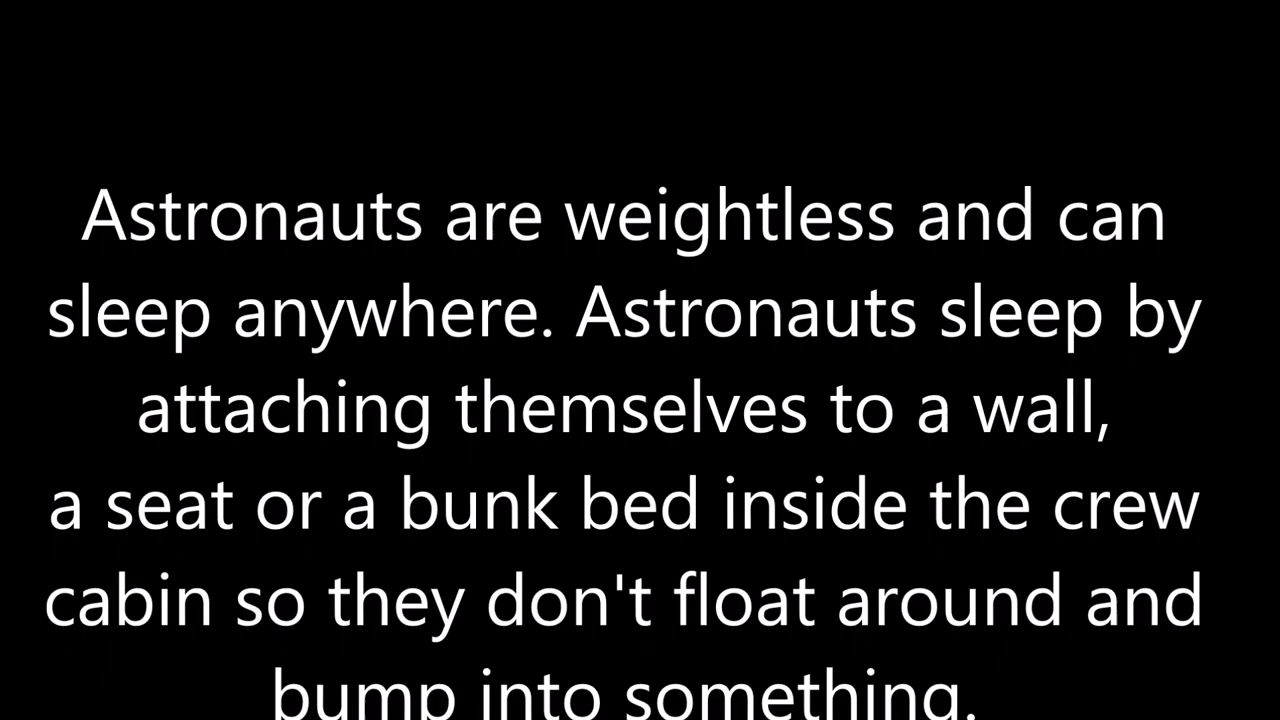 Astronauts are weightless and can
sleep anywhere. Astronauts sleep by
attaching themselves to a wall,
a seat or a bunk bed inside the crew
cabin so they don't float around and
bump into something.